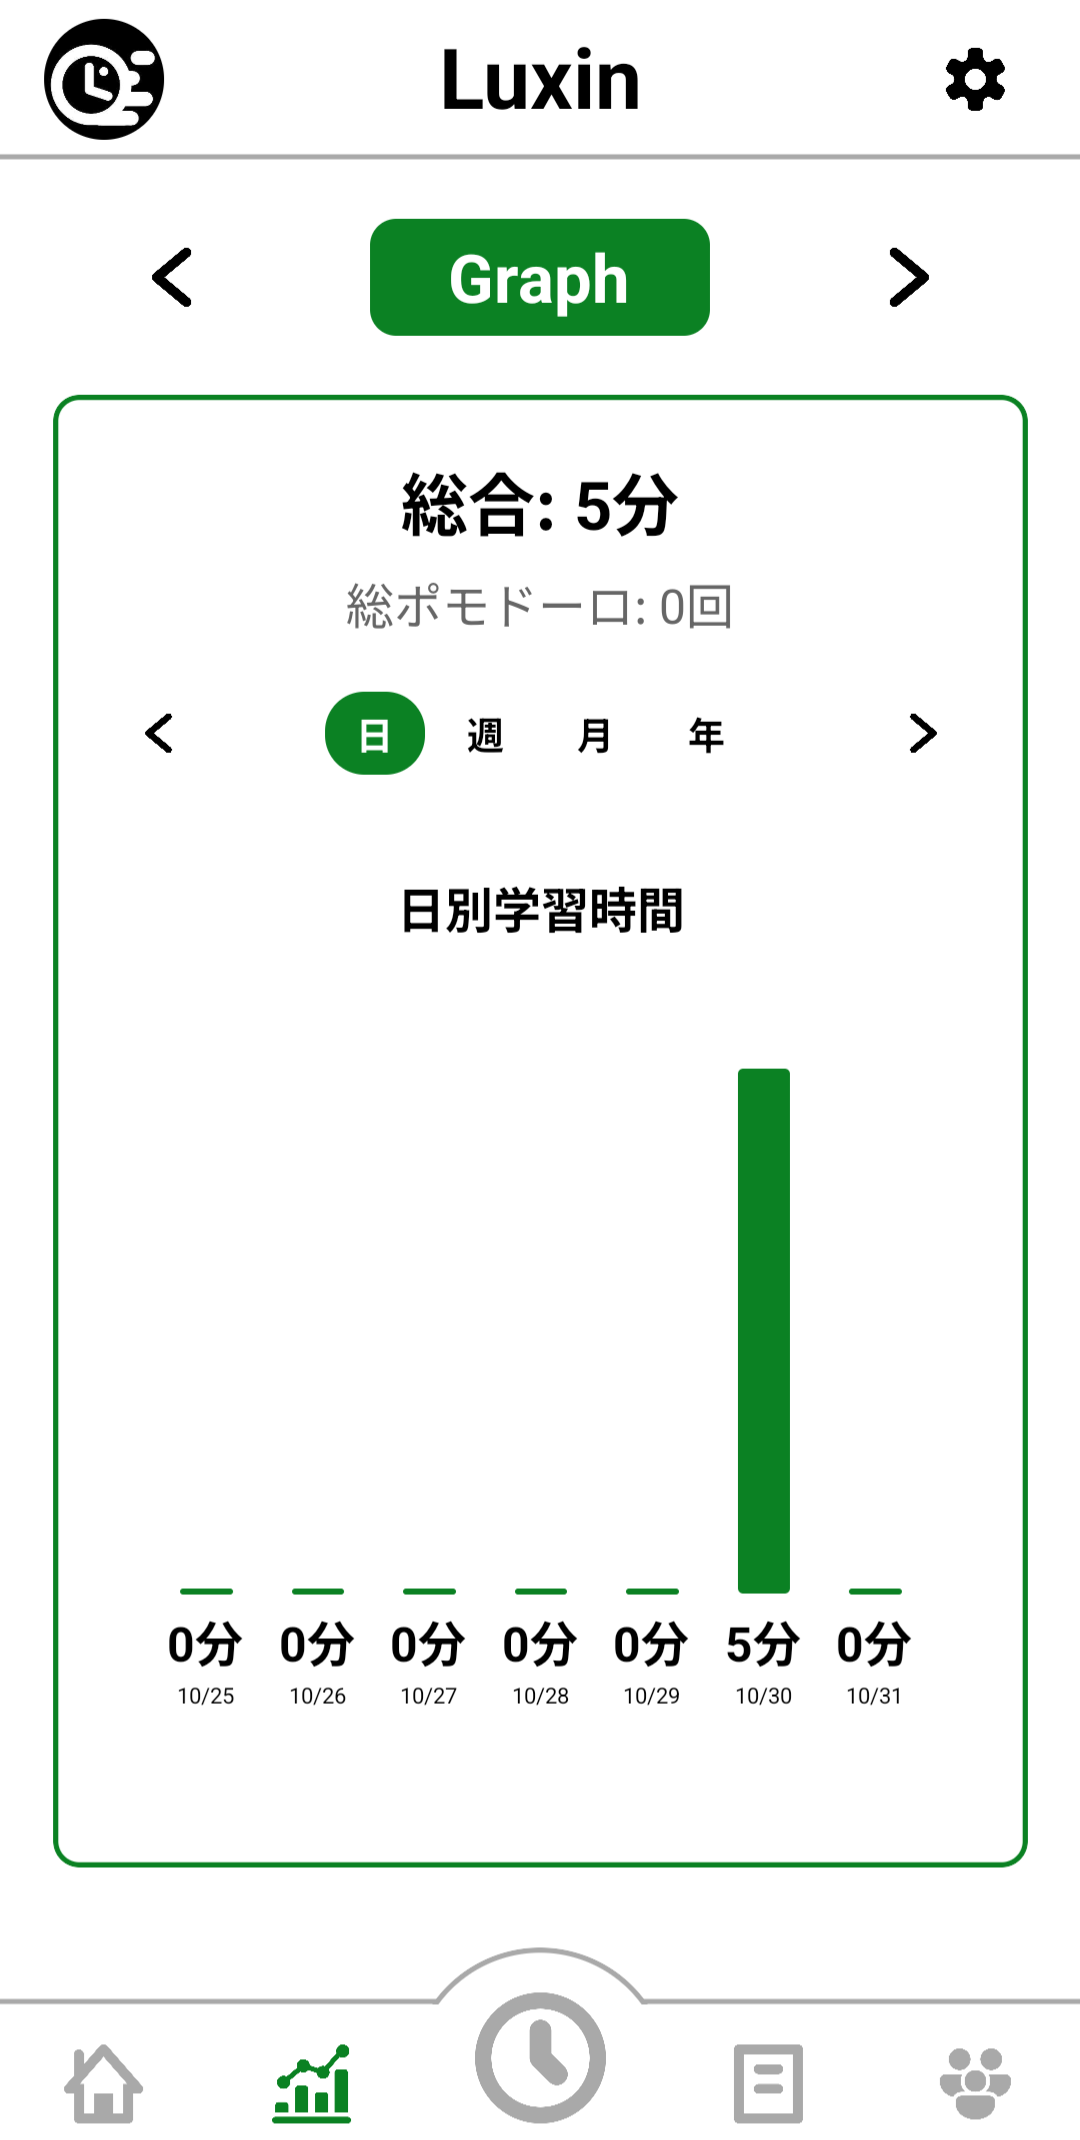 Luxin
Graph
総合: 5分
総ポモドーロ: 0回
日 週 月 年
日別学習時間
0分 0分 0分 0分 0分 5分 0分
10/25 10/26 10/27 10/28 10/29 10/30 10/31